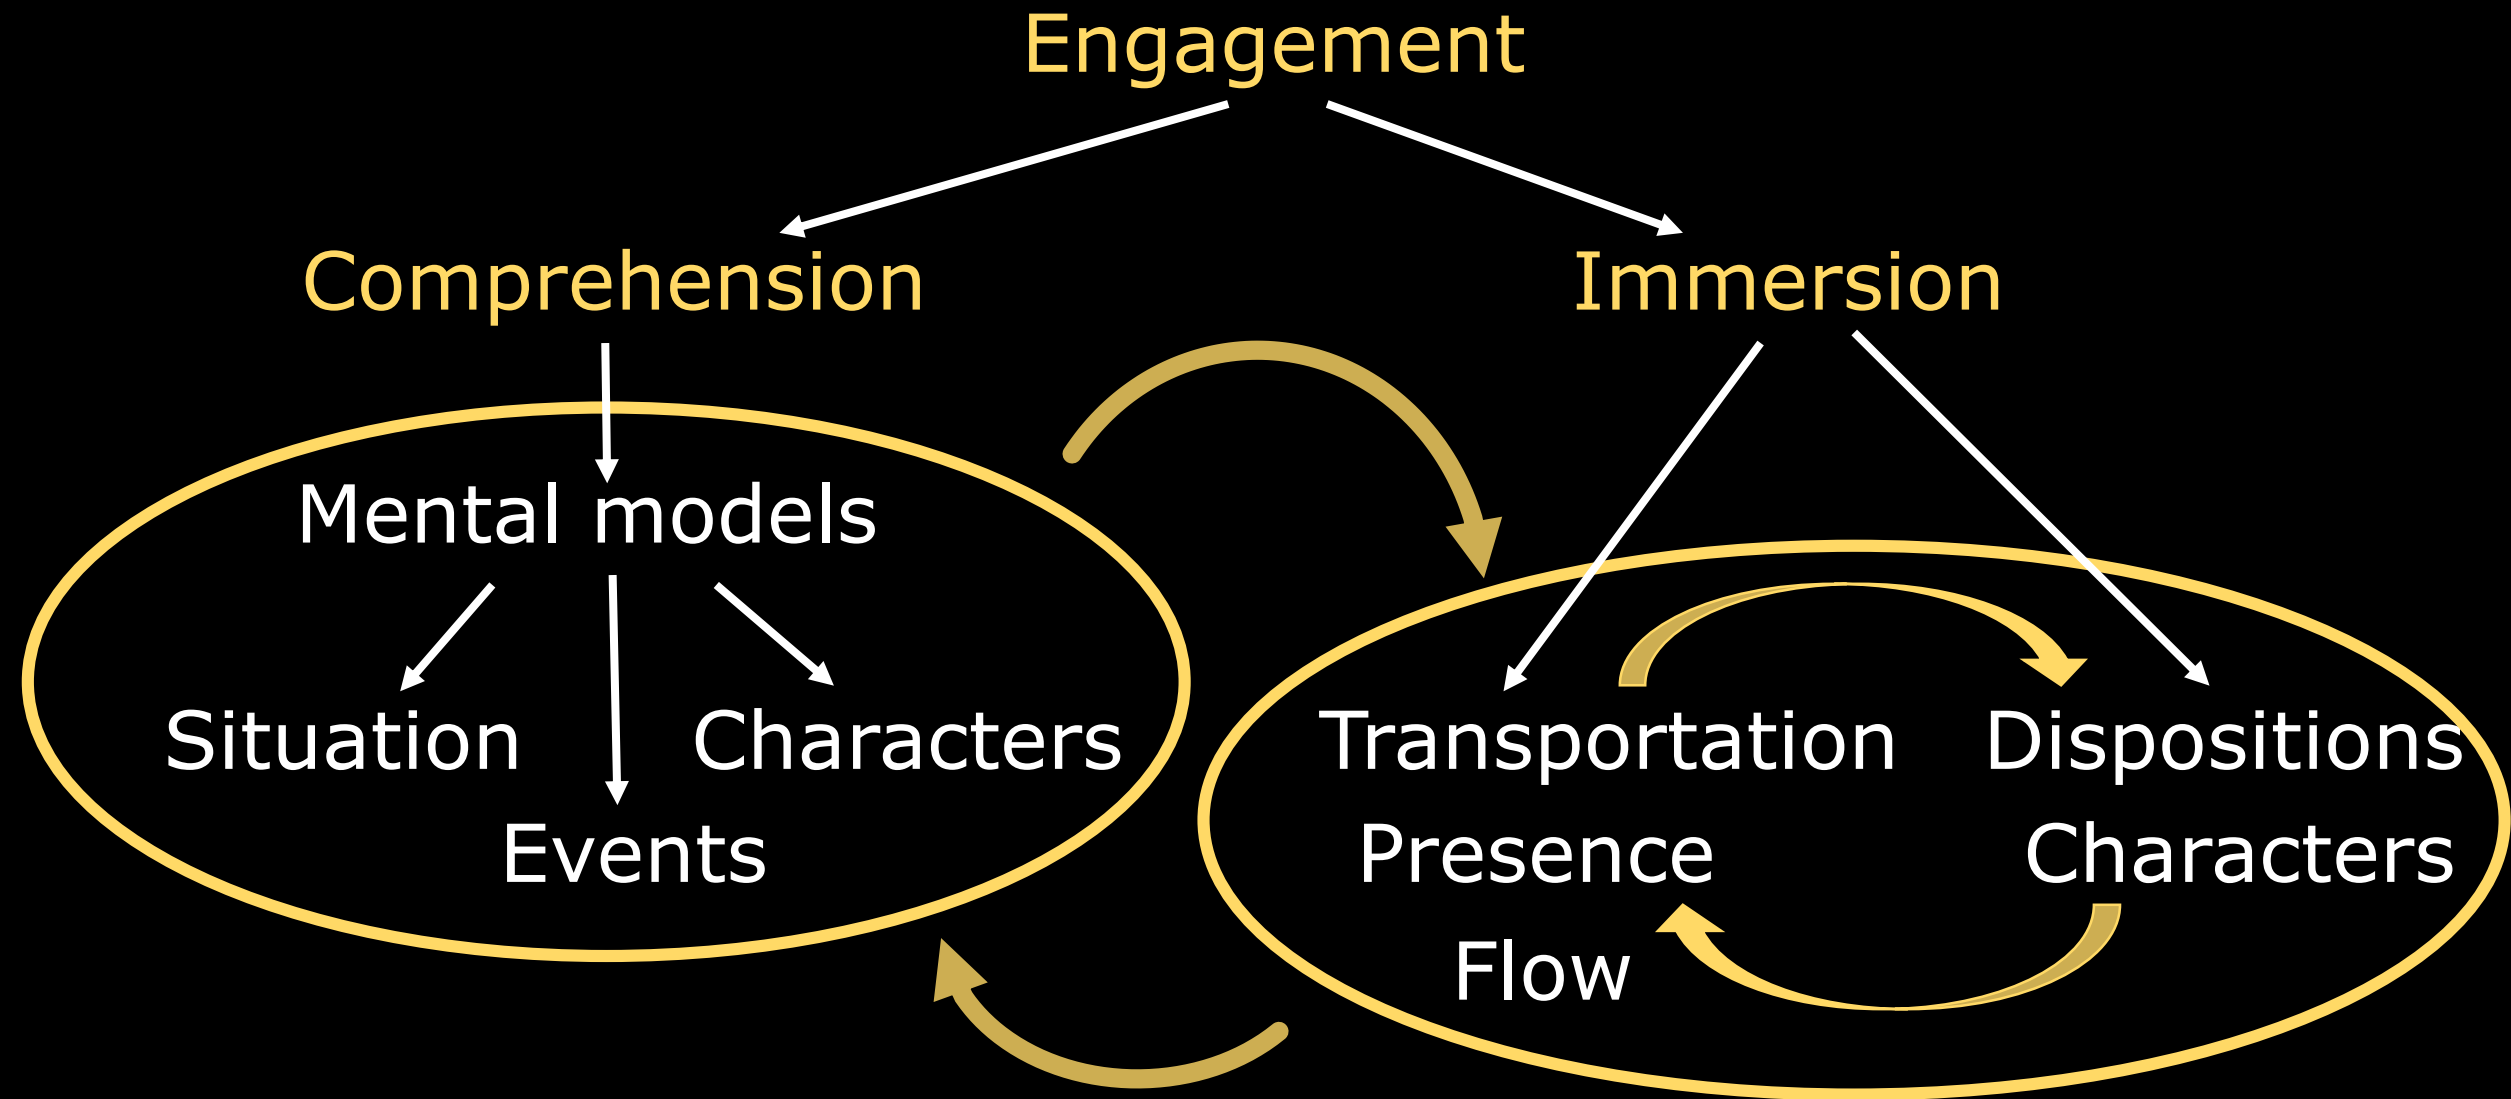 Engagement
Comprehension
Immersion
Mental models
Situation
Characters
Events
Transportation
Dispositions
Presence
Characters
Flow